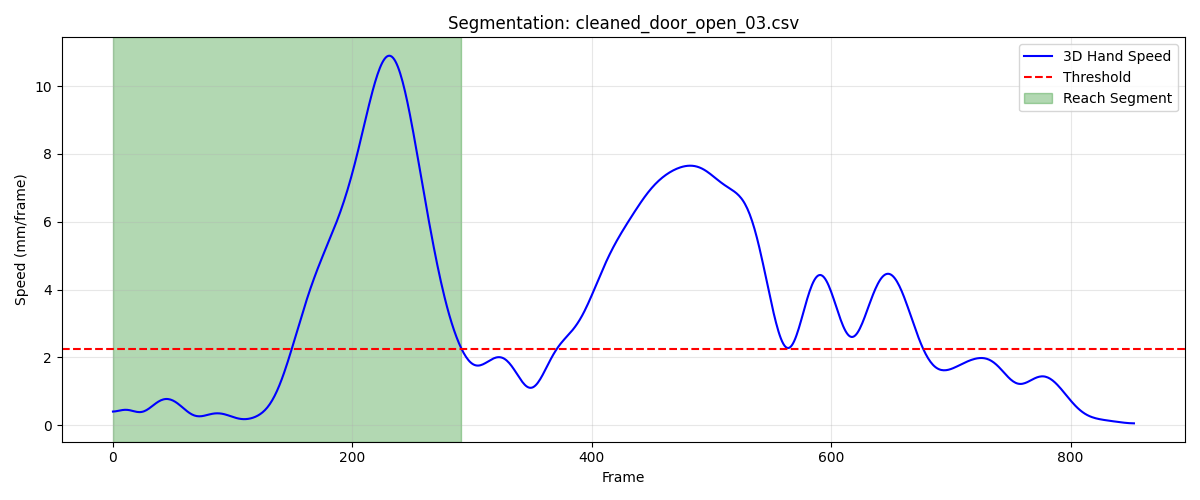 Segmentation: cleaned_door_open_03.csv
3D Hand Speed
Threshold
Reach Segment
Speed (mm/frame)
10
8
6
4
2
0
0 200 400 600 800
Frame